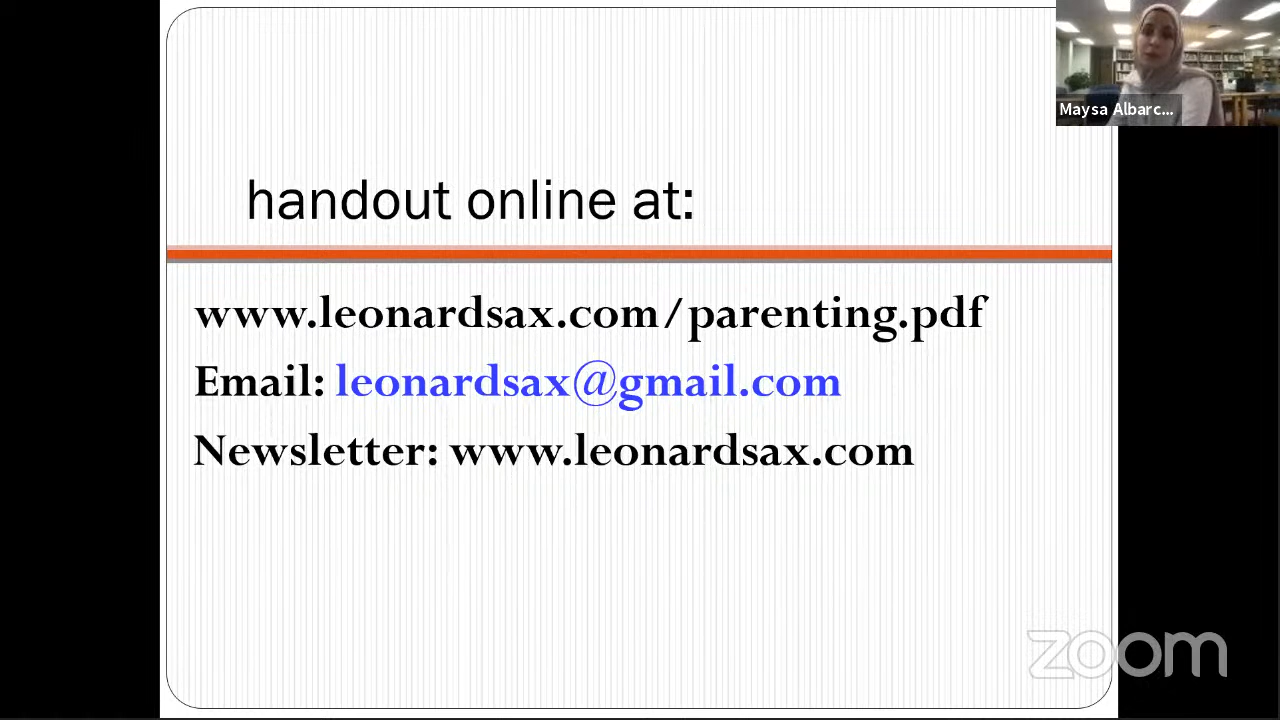 Maysa Albarc...
handout online at:
www.leonardsax.com/parenting.pdf
Email: leonardsax@gmail.com
Newsletter: www.leonardsax.com
zoom